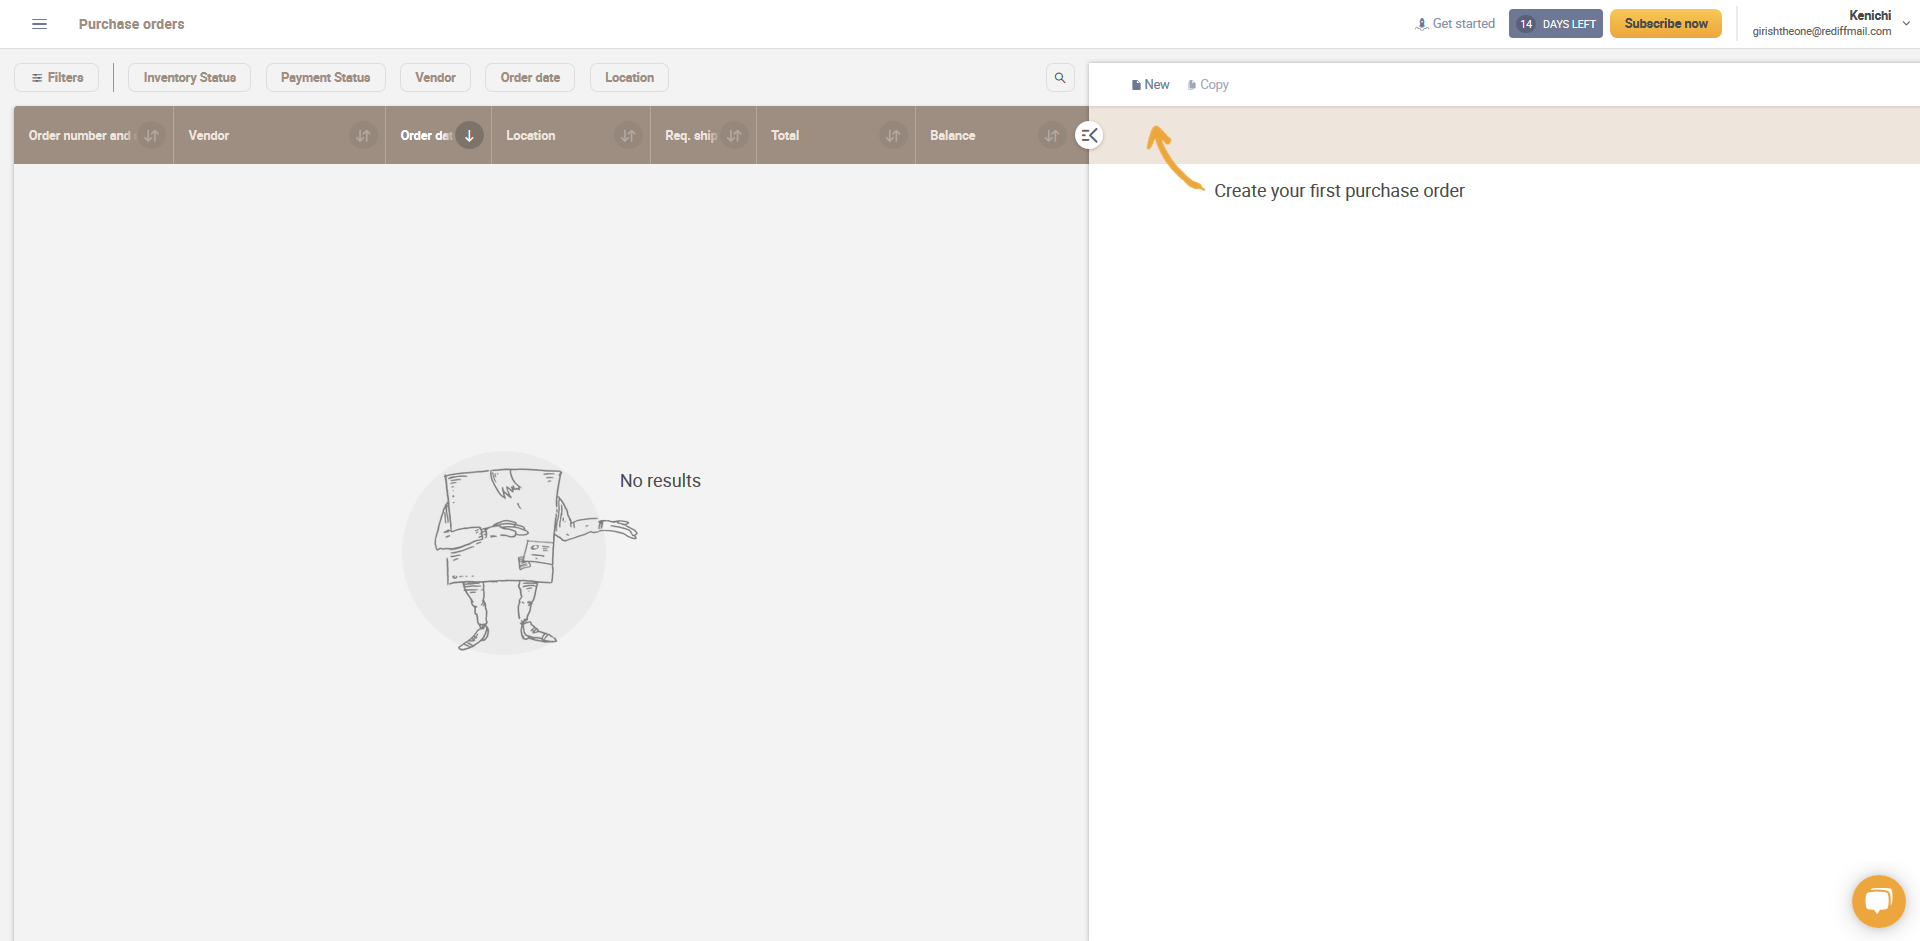 Purchase orders
Get started
14 DAYS LEFT
Subscribe now
Kenichi
girishtheone@rediffmail.com
Filters
Inventory Status
Payment Status
Vendor
Order date
Location
New
Copy
Order number and
Vendor
Order dat
Location
Req. ship
Total
Balance
Create your first purchase order
No results